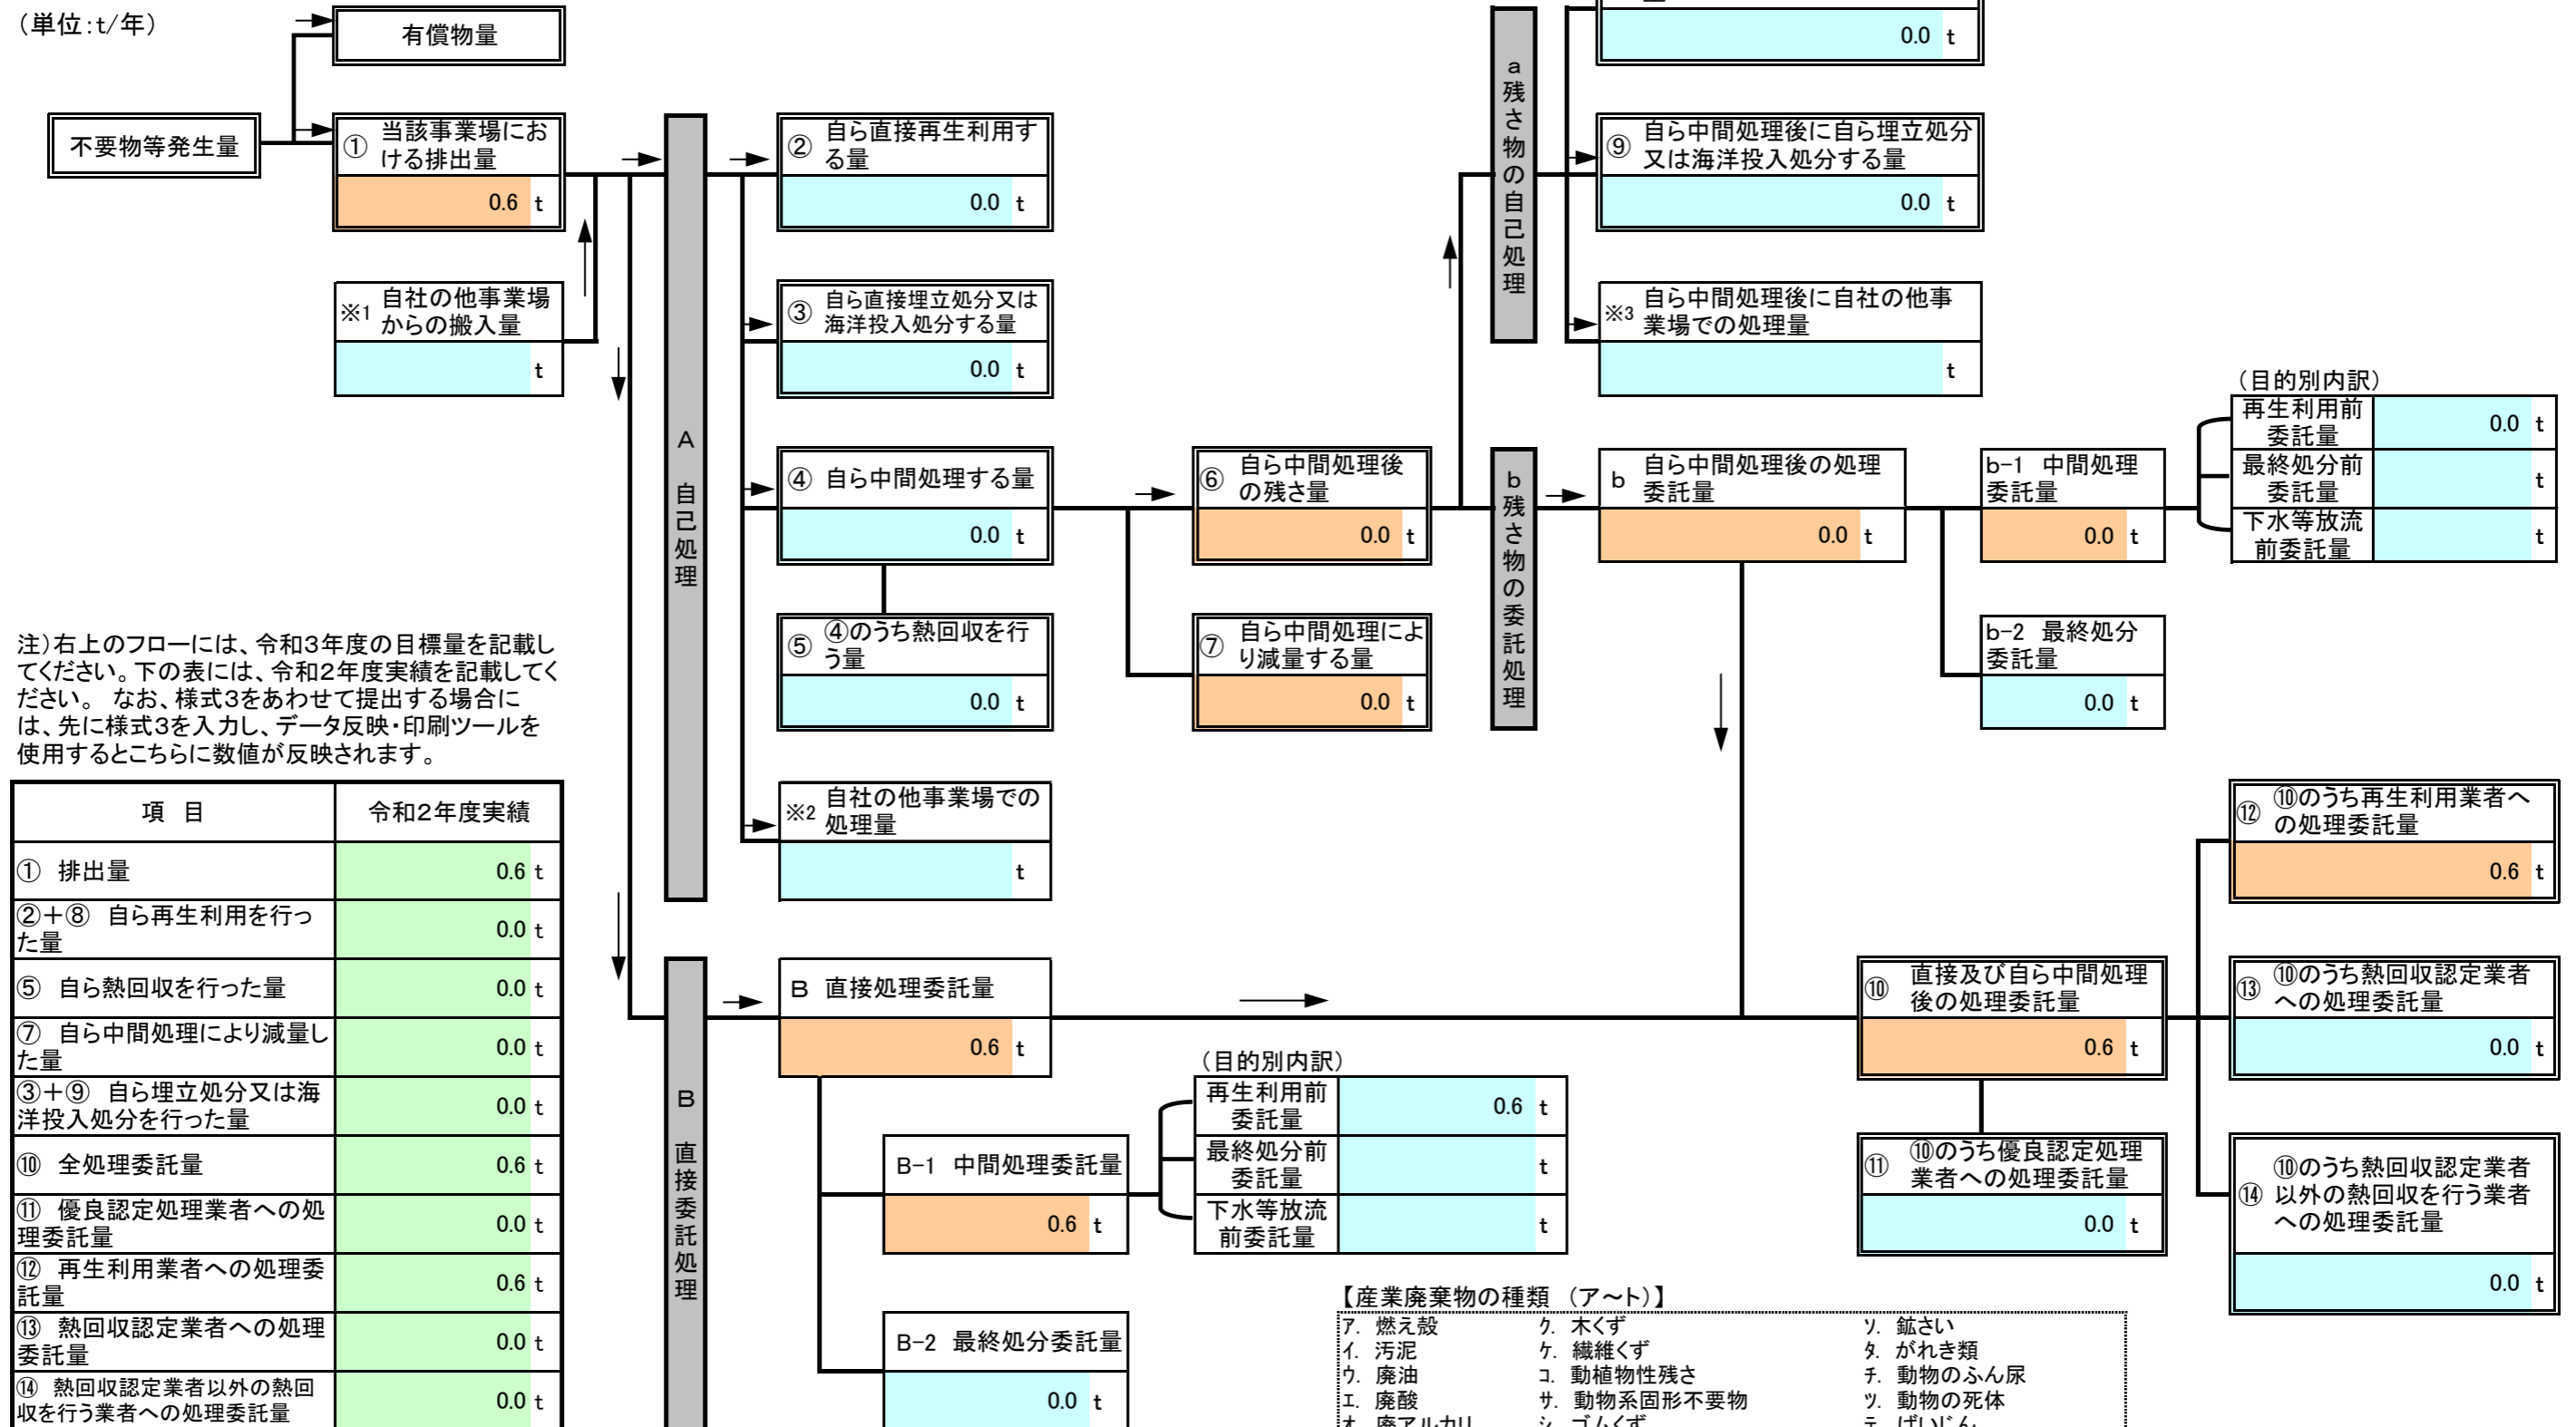 （単位：t/年）
有償物量
不要物等発生量
① 当該事業場にお
ける排出量
0.6 t
※1 自社の他事業場
からの搬入量
t
A 自己処理
② 自ら直接再生利用す
る量
0.0 t
③ 自ら直接埋立処分又は
海洋投入処分する量
0.0 t
④ 自ら中間処理する量
0.0 t
⑤ ④のうち熱回収を行
う量
0.0 t
※2 自社の他事業場での
処理量
t
⑥ 自ら中間処理後
の残さ量
0.0 t
⑦ 自ら中間処理によ
り減量する量
0.0 t
a 残さ物の自己処理
0.0 t
⑨ 自ら中間処理後に自ら埋立処分
又は海洋投入処分する量
0.0 t
※3 自ら中間処理後に自社の他事
業場での処理量
t
b 残さ物の委託処理
b 自ら中間処理後の処理
委託量
0.0 t
b-1 中間処理
委託量
0.0 t
（目的別内訳）
再生利用前
委託量
0.0 t
最終処分前
委託量
t
下水等放流
前委託量
t
b-2 最終処分
委託量
0.0 t
注）右上のフローには、令和3年度の目標量を記載し
てください。下の表には、令和2年度実績を記載してく
ださい。 なお、様式3をあわせて提出する場合に
は、先に様式3を入力し、データ反映・印刷ツールを
使用するとこちらに数値が反映されます。
項 目 令和2年度実績
① 排出量 0.6 t
②＋⑧ 自ら再生利用を行っ
た量
0.0 t
⑤ 自ら熱回収を行った量 0.0 t
⑦ 自ら中間処理により減量し
た量
0.0 t
③＋⑨ 自ら埋立処分又は海
洋投入処分を行った量
0.0 t
⑩ 全処理委託量 0.6 t
⑪ 優良認定処理業者への処
理委託量
0.0 t
⑫ 再生利用業者への処理委
託量
0.6 t
⑬ 熱回収認定業者への処理
委託量
0.0 t
⑭ 熱回収認定業者以外の熱回
収を行う業者への処理委託量
0.0 t
B 直接委託処理
B 直接処理委託量
0.6 t
B-1 中間処理委託量
0.6 t
（目的別内訳）
再生利用前
委託量
0.6 t
最終処分前
委託量
t
下水等放流
前委託量
t
B-2 最終処分委託量
0.0 t
⑩ 直接及び自ら中間処理
後の処理委託量
0.6 t
⑪ ⑩のうち優良認定処理
業者への処理委託量
0.0 t
⑫ ⑩のうち再生利用業者へ
の処理委託量
0.6 t
⑬ ⑩のうち熱回収認定業者
への処理委託量
0.0 t
⑭ ⑩のうち熱回収認定業者
以外の熱回収を行う業者
への処理委託量
0.0 t
【産業廃棄物の種類 （ア～ト）】
ｱ. 燃え殻 ｸ. 木くず ｿ. 鉱さい
ｲ. 汚泥 ｹ. 繊維くず ﾀ. がれき類
ｳ. 廃油 ｺ. 動植物性残さ ﾁ. 動物のふん尿
ｴ. 廃酸 ｻ. 動物系固形不要物 ﾂ. 動物の死体
ｵ. 廃アルカリ ｼ. ゴムくず ﾃ. ばいじん